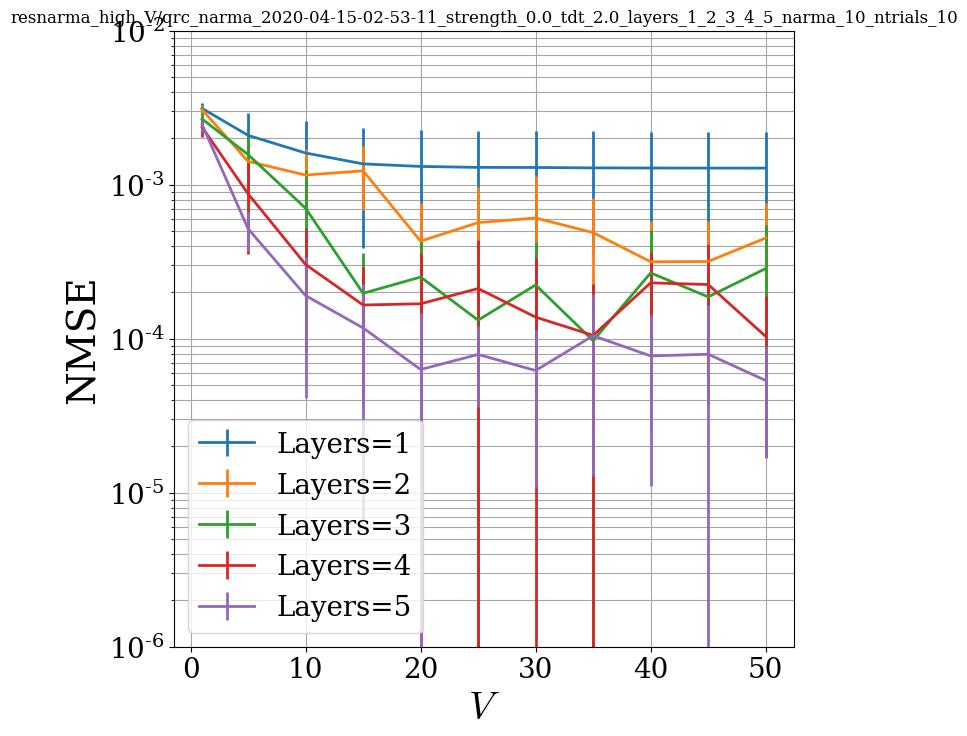 resnarma_high_V/qrc_narma_2020-04-15-02-53-11_strength_0.0_tdt_2.0_layers_1_2_3_4_5_narma_10_ntrials_10
10^-2
10^-3
10^-4
10^-5
10^-6
NMSE
Layers=1
Layers=2
Layers=3
Layers=4
Layers=5
0 10 20 30 40 50
V